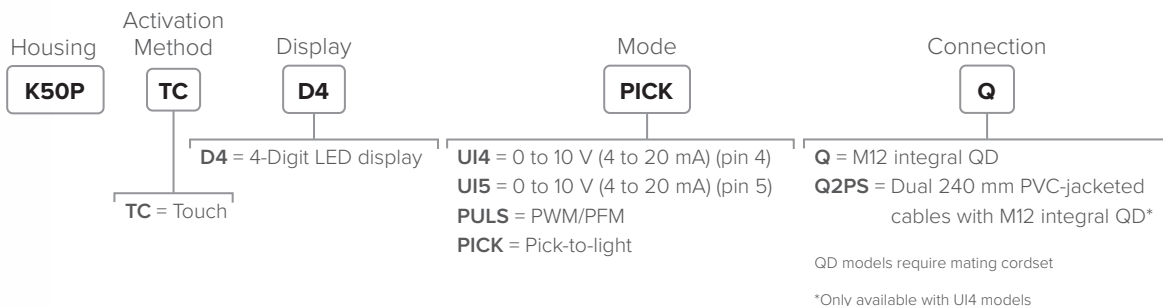 Housing
Activation
Method
Display
Mode
Connection
K50P
TC
D4
PICK
Q
TC = Touch
D4 = 4-Digit LED display
UI4 = 0 to 10 V (4 to 20 mA) (pin 4)
UI5 = 0 to 10 V (4 to 20 mA) (pin 5)
PULS = PWM/PFM
PICK = Pick-to-light
Q = M12 integral QD
Q2PS = Dual 240 mm PVC-jacketed
cables with M12 integral QD*
QD models require mating cordset
*Only available with UI4 models